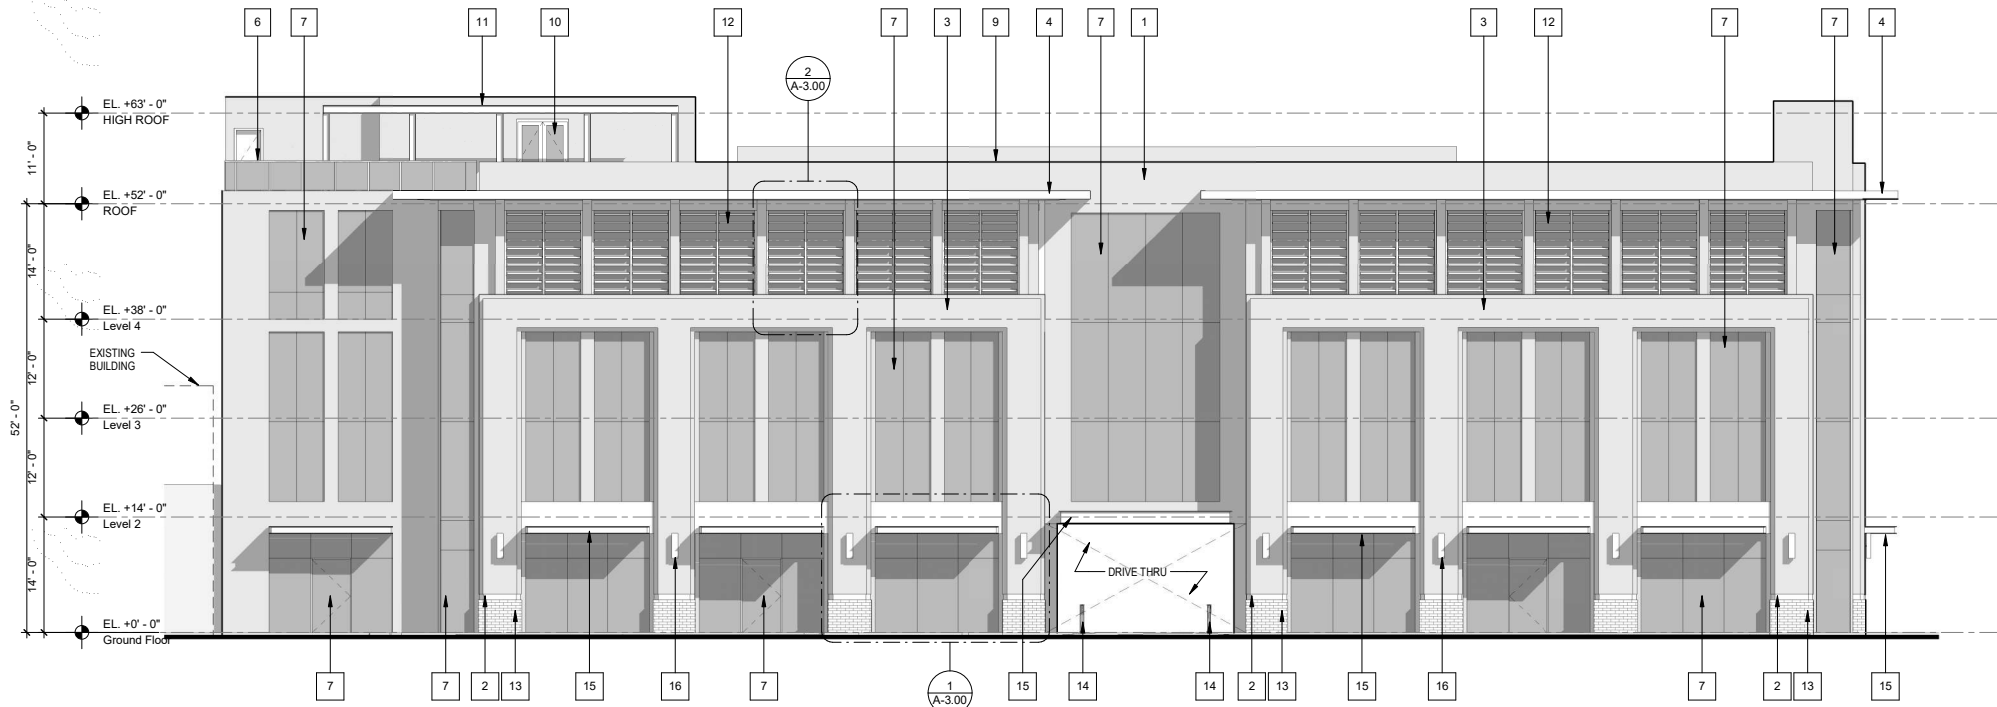 6 7 11 10 12 7 3 9 4 7 1 3 12 7 7 4
2
A-3.00
EL. +63' - 0"
HIGH ROOF
11' - 0"
EL. +52' - 0"
ROOF
14' - 0"
EL. +38' - 0"
Level 4
EXISTING
BUILDING
12' - 0"
EL. +26' - 0"
Level 3
52' - 0"
12' - 0"
EL. +14' - 0"
Level 2
DRIVE THRU
14' - 0"
EL. +0' - 0"
Ground Floor
7 7 2 13 15 16 7 15 14 14 2 13 15 16 7 2 13 15
1
A-3.00